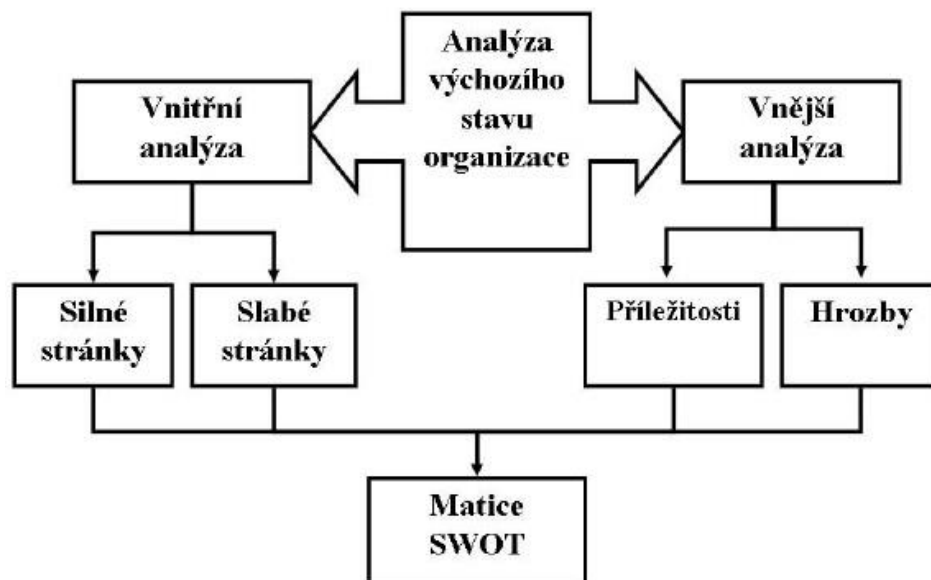 Analýza
výchozího
stavu
organizace
Vnitřní
analýza
Vnější
analýza
Silné
stránky
Slabé
stránky
Příležitosti
Hrozby
Matice
SWOT